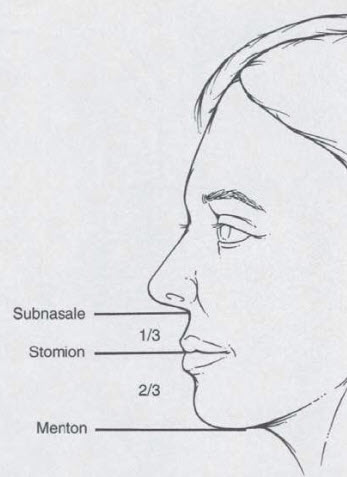 Subnasale
1/3
Stomion
2/3
Menton